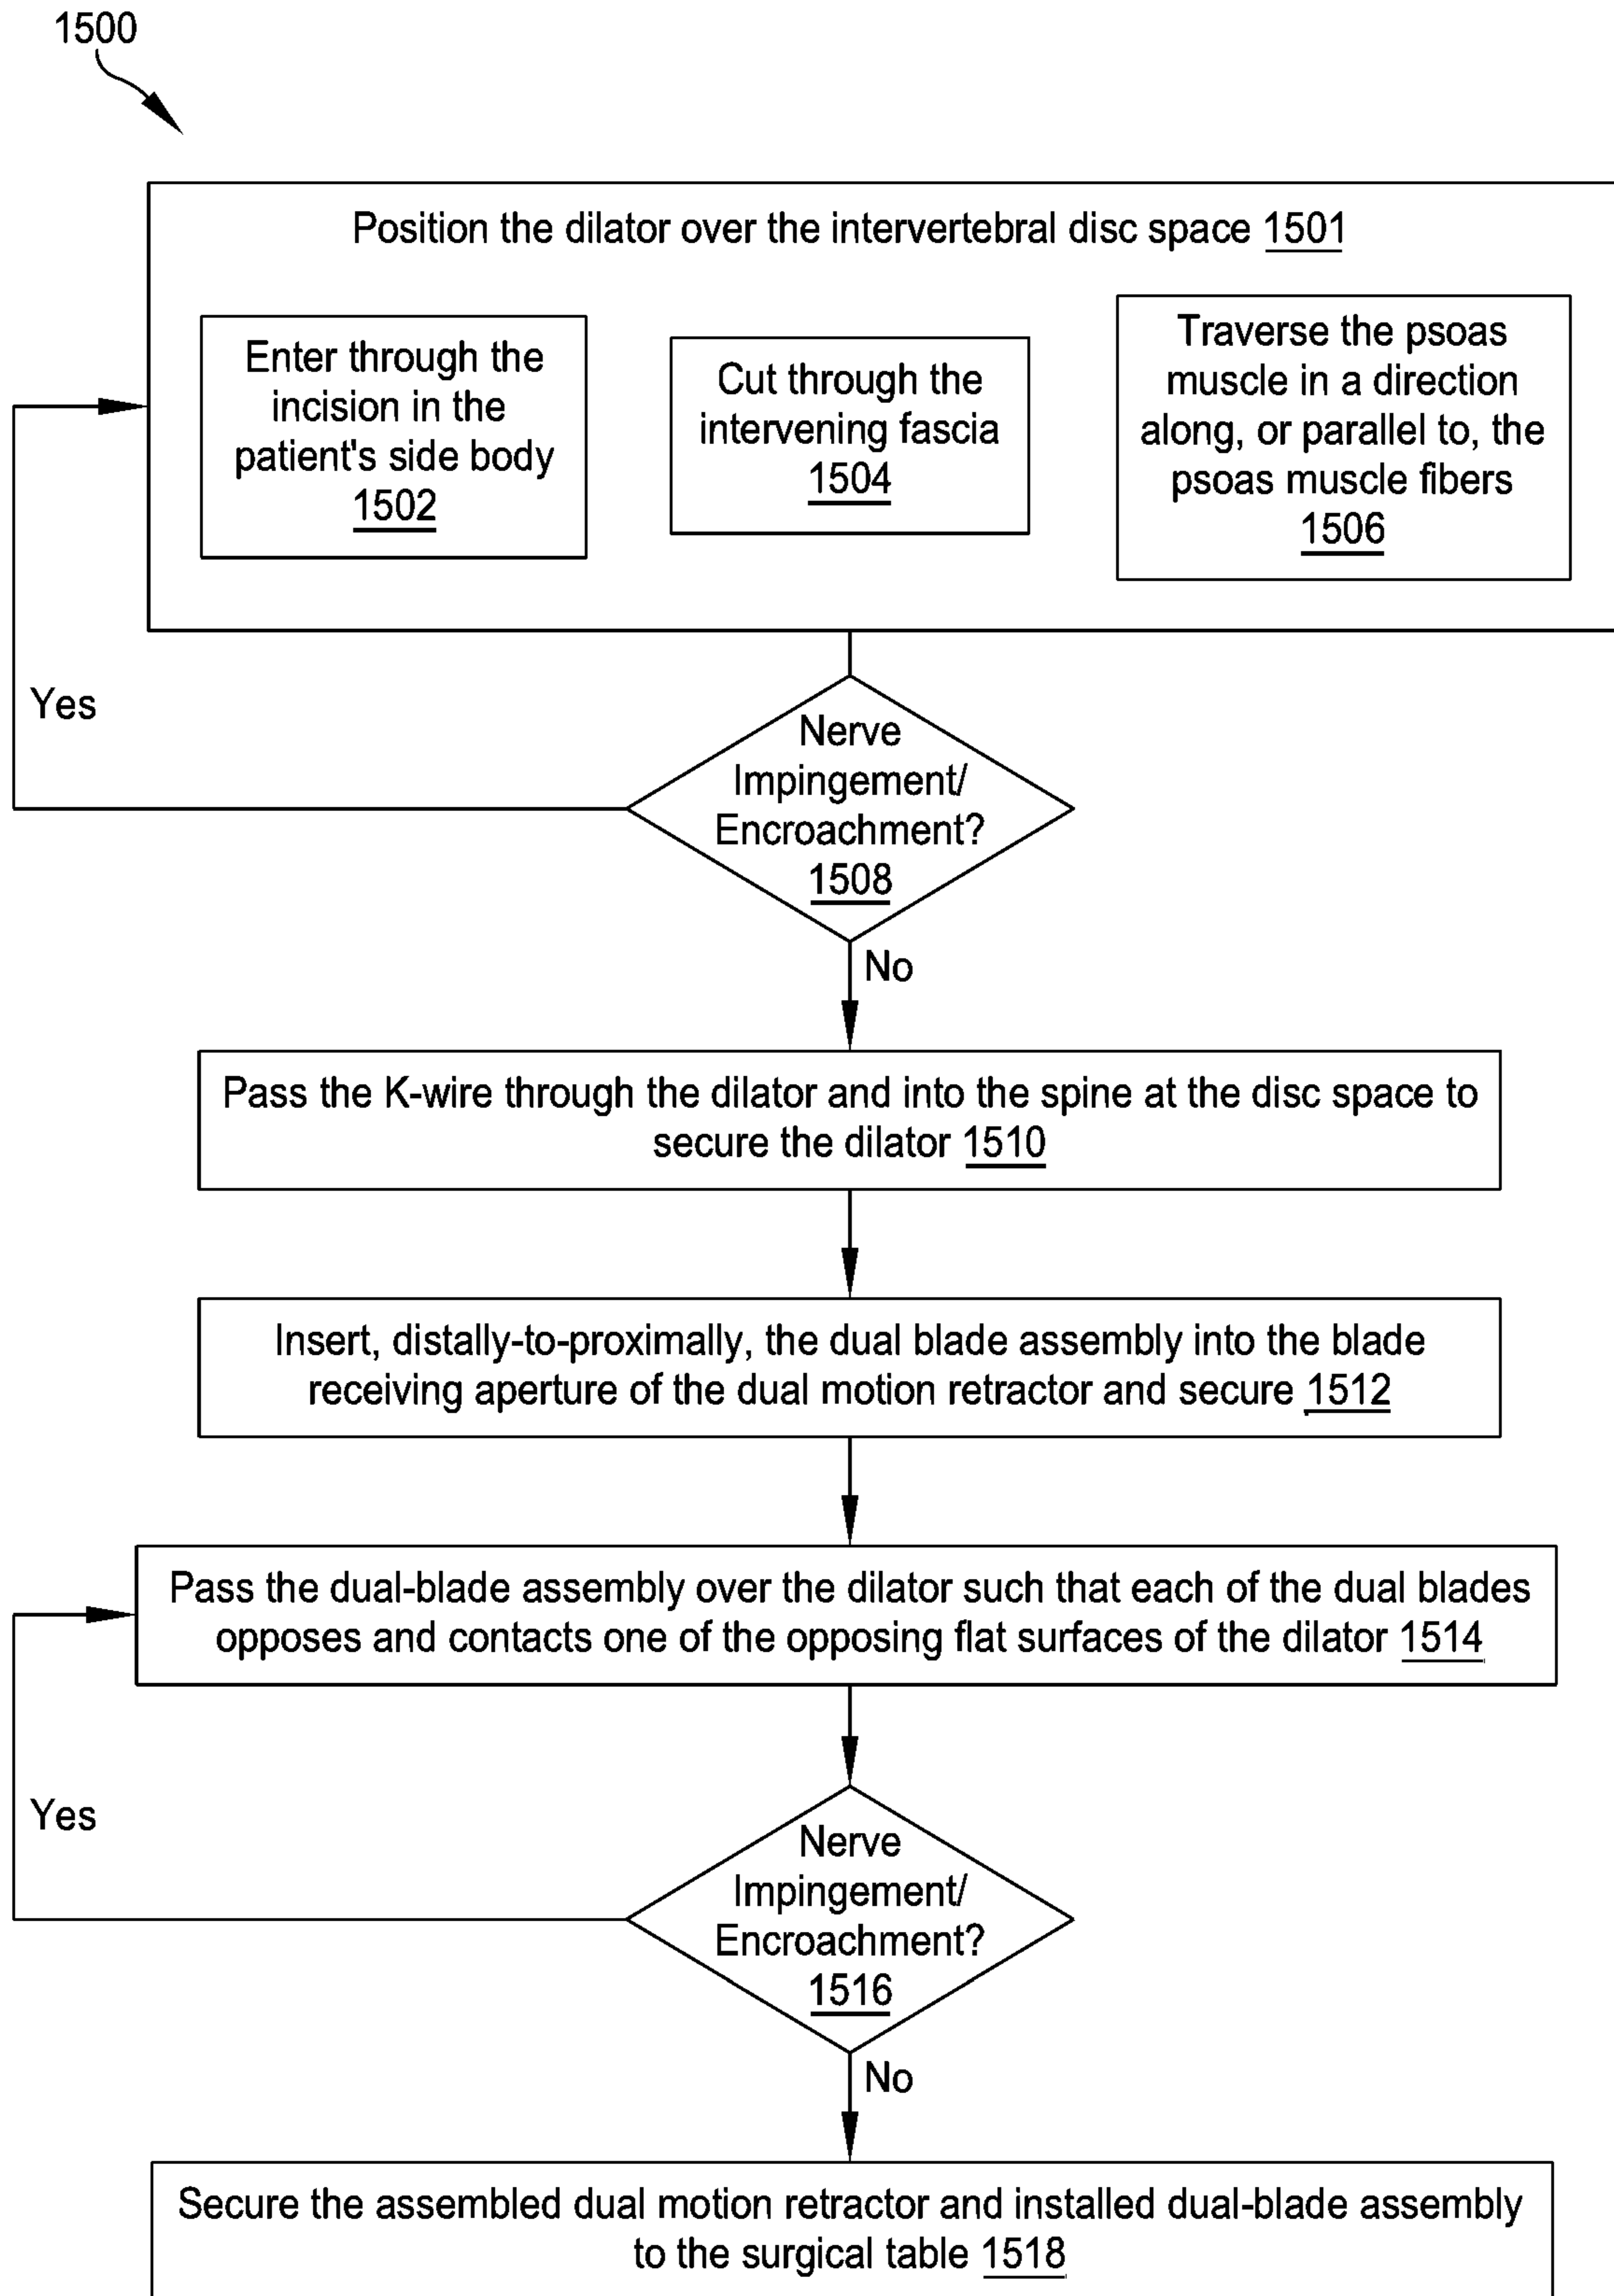 1500
Position the dilator over the intervertebral disc space 1501
Enter through the
incision in the
patient's side body
1502
Cut through the
intervening fascia
1504
Traverse the psoas
muscle in a direction
along, or parallel to, the
psoas muscle fibers
1506
Yes
Nerve
Impingement/
Encroachment?
1508
No
Pass the K-wire through the dilator and into the spine at the disc space to
secure the dilator 1510
Insert, distally-to-proximally, the dual blade assembly into the blade
receiving aperture of the dual motion retractor and secure 1512
Pass the dual-blade assembly over the dilator such that each of the dual blades
opposes and contacts one of the opposing flat surfaces of the dilator 1514
Yes
Nerve
Impingement/
Encroachment?
1516
No
Secure the assembled dual motion retractor and installed dual-blade assembly
to the surgical table 1518